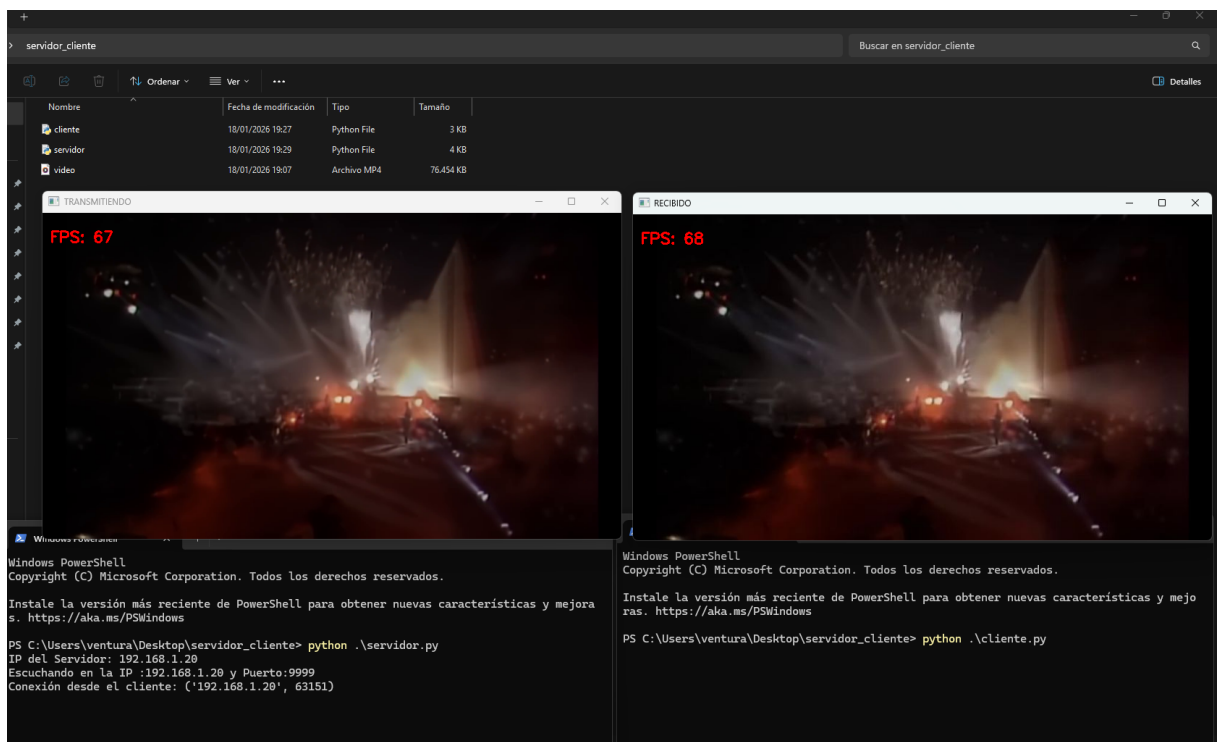 servidor_cliente
Buscar en servidor_cliente
Ordenar
Ver
Detalles
Nombre Fecha de modificación Tipo Tamaño
cliente 18/01/2026 19:27 Python File 3 KB
servidor 18/01/2026 19:29 Python File 4 KB
video 18/01/2026 19:07 Archivo MP4 76.454 KB
TRANSMITIENDO
FPS: 67
RECIBIDO
FPS: 68
Windows PowerShell
Windows PowerShell
Copyright (C) Microsoft Corporation. Todos los derechos reservados.
Instale la versión más reciente de PowerShell para obtener nuevas características y mejora
s. https://aka.ms/PSWindows
PS C:\Users\ventura\Desktop\servidor_cliente> python .\servidor.py
IP del Servidor: 192.168.1.20
Escuchando en la IP :192.168.1.20 y Puerto:9999
Conexión desde el cliente: ('192.168.1.20', 63151)
Windows PowerShell
Copyright (C) Microsoft Corporation. Todos los derechos reservados.
Instale la versión más reciente de PowerShell para obtener nuevas características y mejo
ras. https://aka.ms/PSWindows
PS C:\Users\ventura\Desktop\servidor_cliente> python .\cliente.py